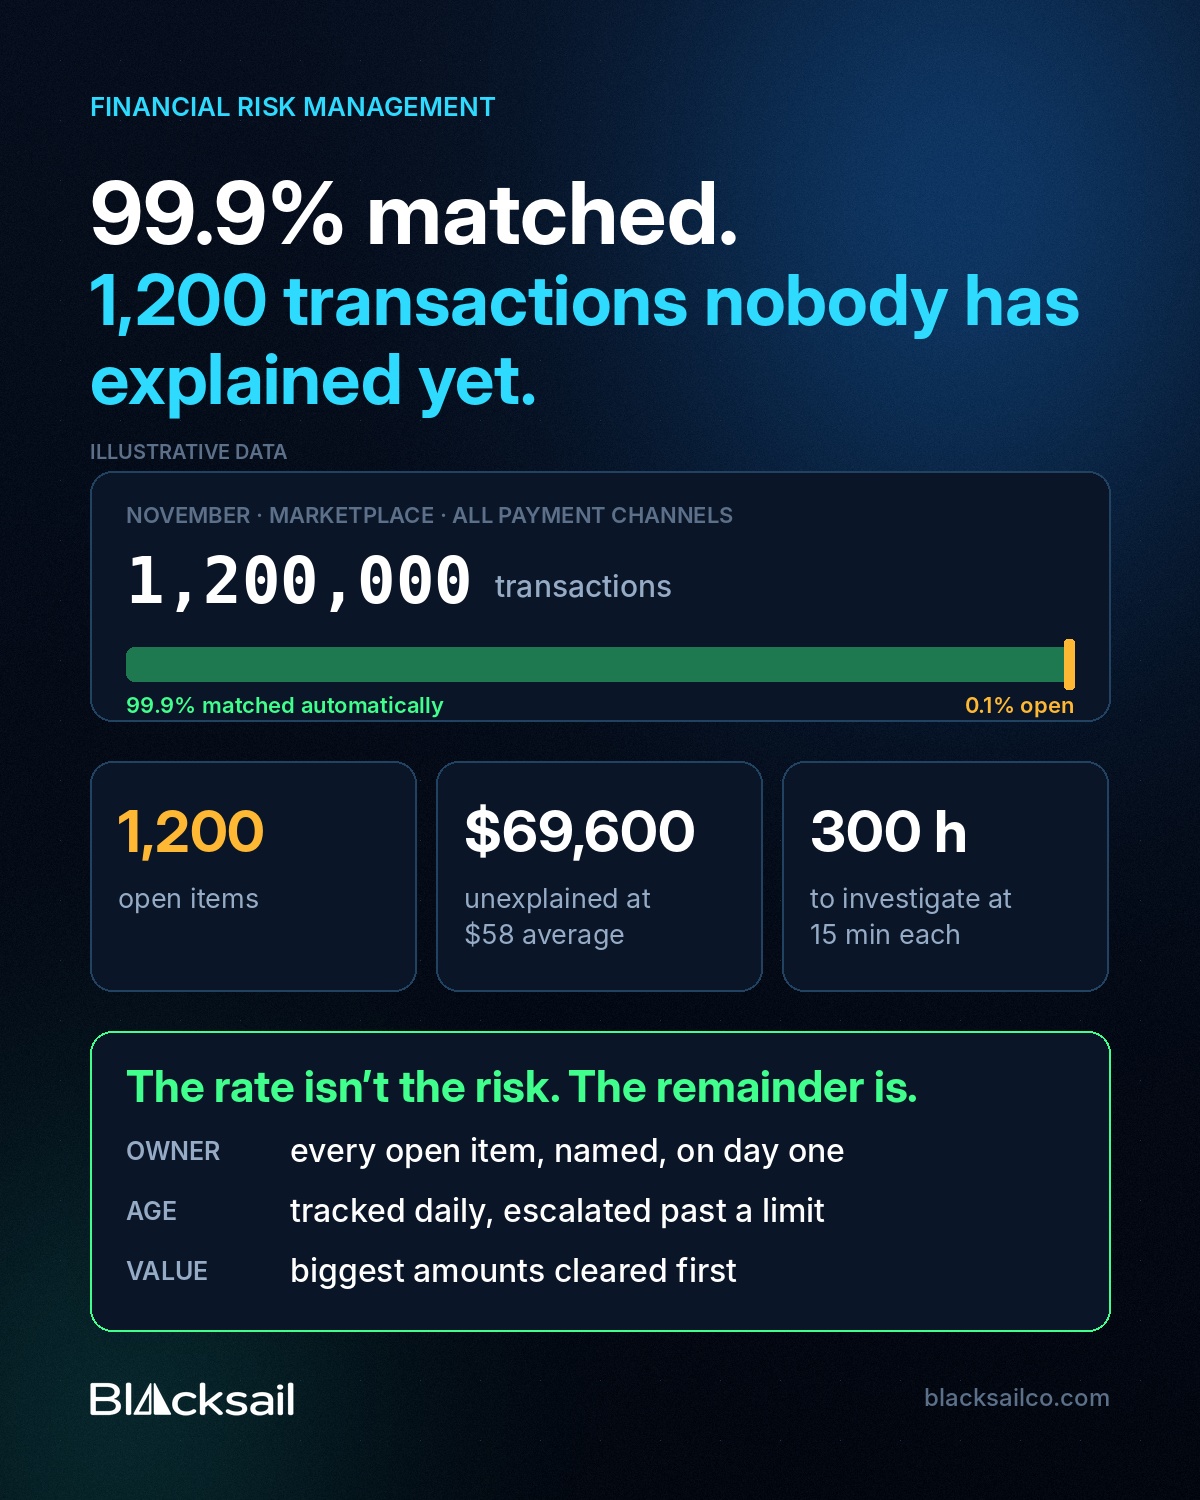 FINANCIAL RISK MANAGEMENT
99.9% matched.
1,200 transactions nobody has
explained yet.
ILLUSTRATIVE DATA
NOVEMBER · MARKETPLACE · ALL PAYMENT CHANNELS
1,200,000 transactions
99.9% matched automatically
0.1% open
1,200
open items
$69,600
unexplained at
$58 average
300 h
to investigate at
15 min each
The rate isn’t the risk. The remainder is.
OWNER every open item, named, on day one
AGE tracked daily, escalated past a limit
VALUE biggest amounts cleared first
Blacksail
blacksailco.com